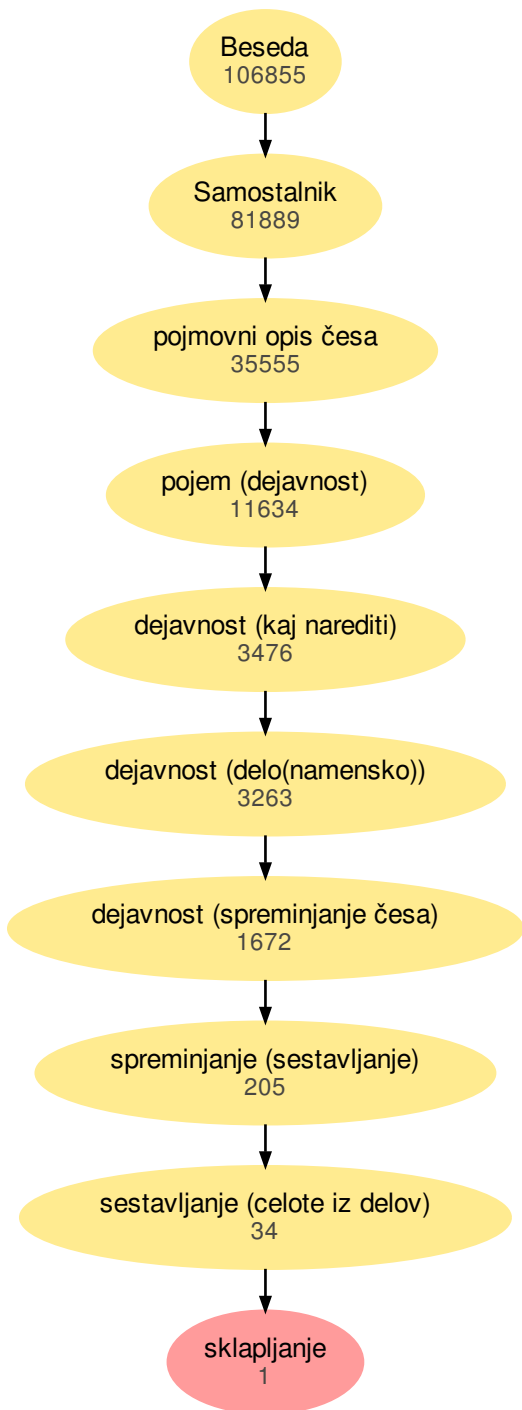 Beseda
106855
Samostalnik
81889
pojmovni opis česa
35555
pojem (dejavnost)
11634
dejavnost (kaj narediti)
3476
dejavnost (delo(namensko))
3263
dejavnost (spreminjanje česa)
1672
spreminjanje (sestavljanje)
205
sestavljanje (celote iz delov)
34
sklapljanje
1